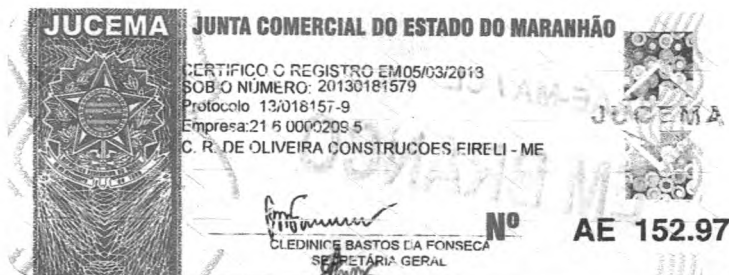 JUCEMA
JUNTA COMERCIAL DO ESTADO DO MARANHÃO
CERTIFICO O REGISTRO EM05/03/2013
SOB O NÚMERO: 20130181579
Protocolo 13/018157-9
Empresa:21 6 0000209 5
C. R. DE OLIVEIRA CONSTRUCOES EIRELI - ME
JUCEMA
CLEDINICE BASTOS DA FONSECA
SECRETÁRIA GERAL
Nº AE 152.97